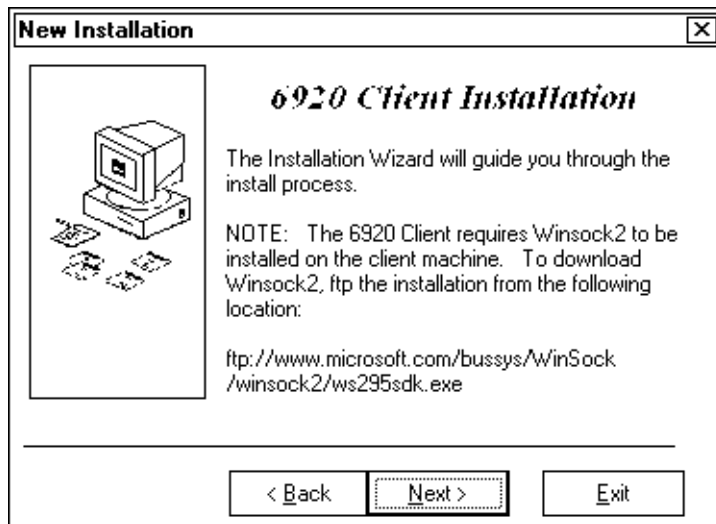 New Installation
6920 Client Installation
The Installation Wizard will guide you through the
install process.
NOTE: The 6920 Client requires Winsock2 to be
installed on the client machine. To download
Winsock2, ftp the installation from the following
location:
ftp://www.microsoft.com/bussys/WinSock
/winsock2/ws295sdk.exe
< Back Next > Exit